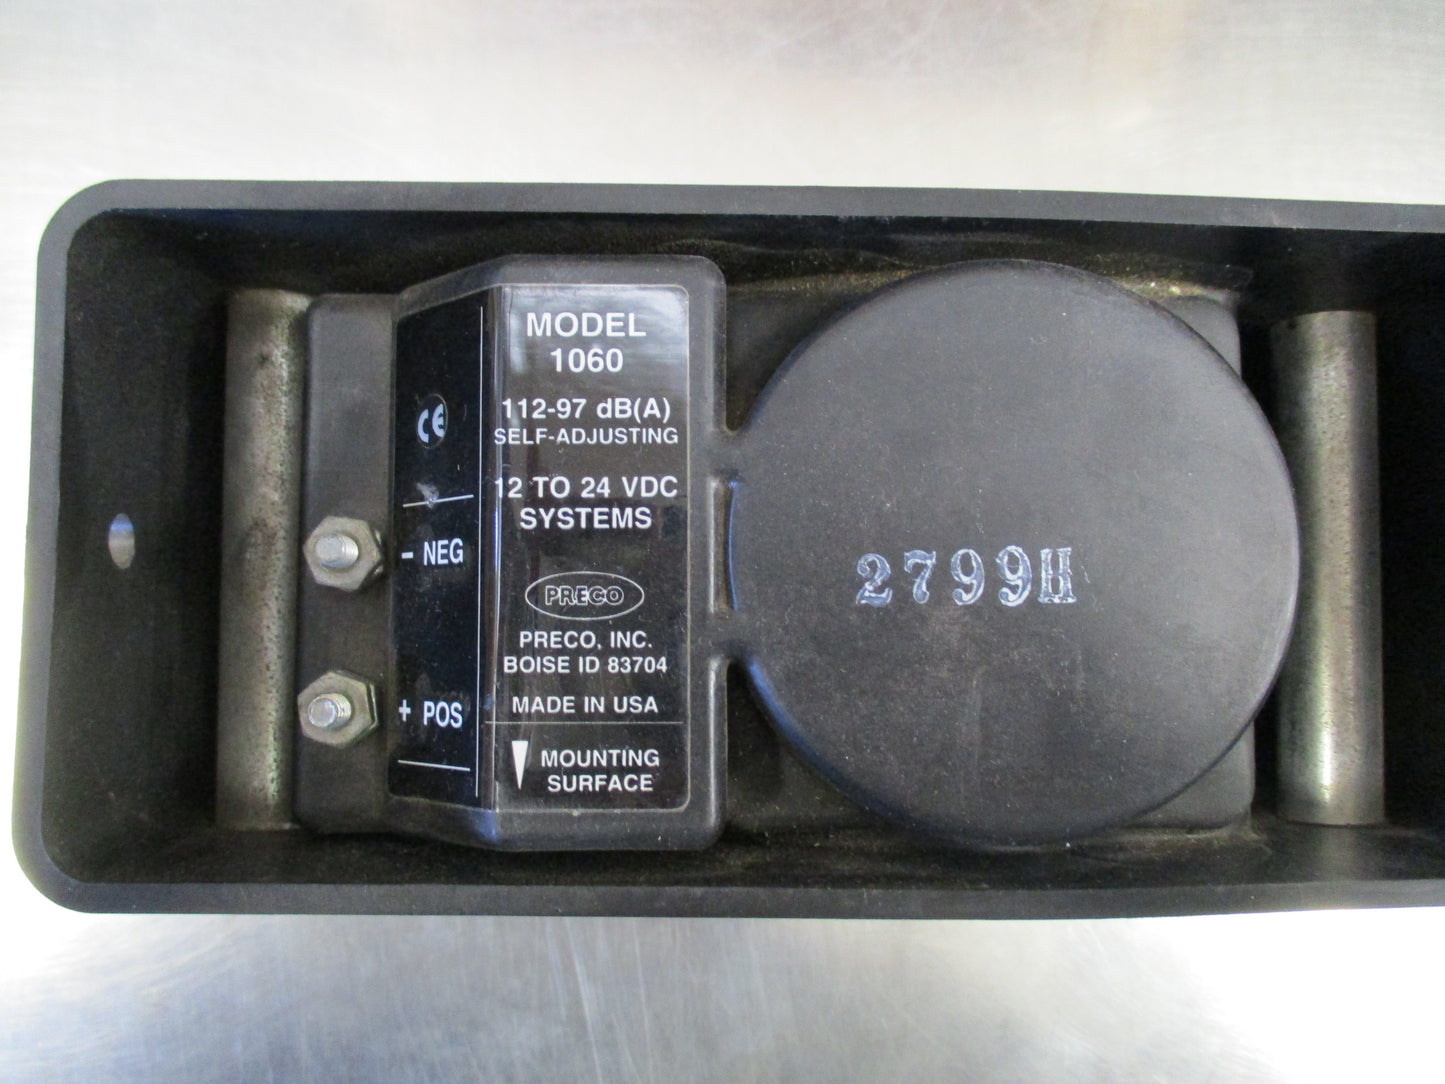 MODEL
1060
112-97 dB(A)
SELF-ADJUSTING
12 TO 24 VDC
SYSTEMS
PRECO
PRECO, INC.
BOISE ID 83704
MADE IN USA
MOUNTING
SURFACE
CE
- NEG
+ POS
2799H